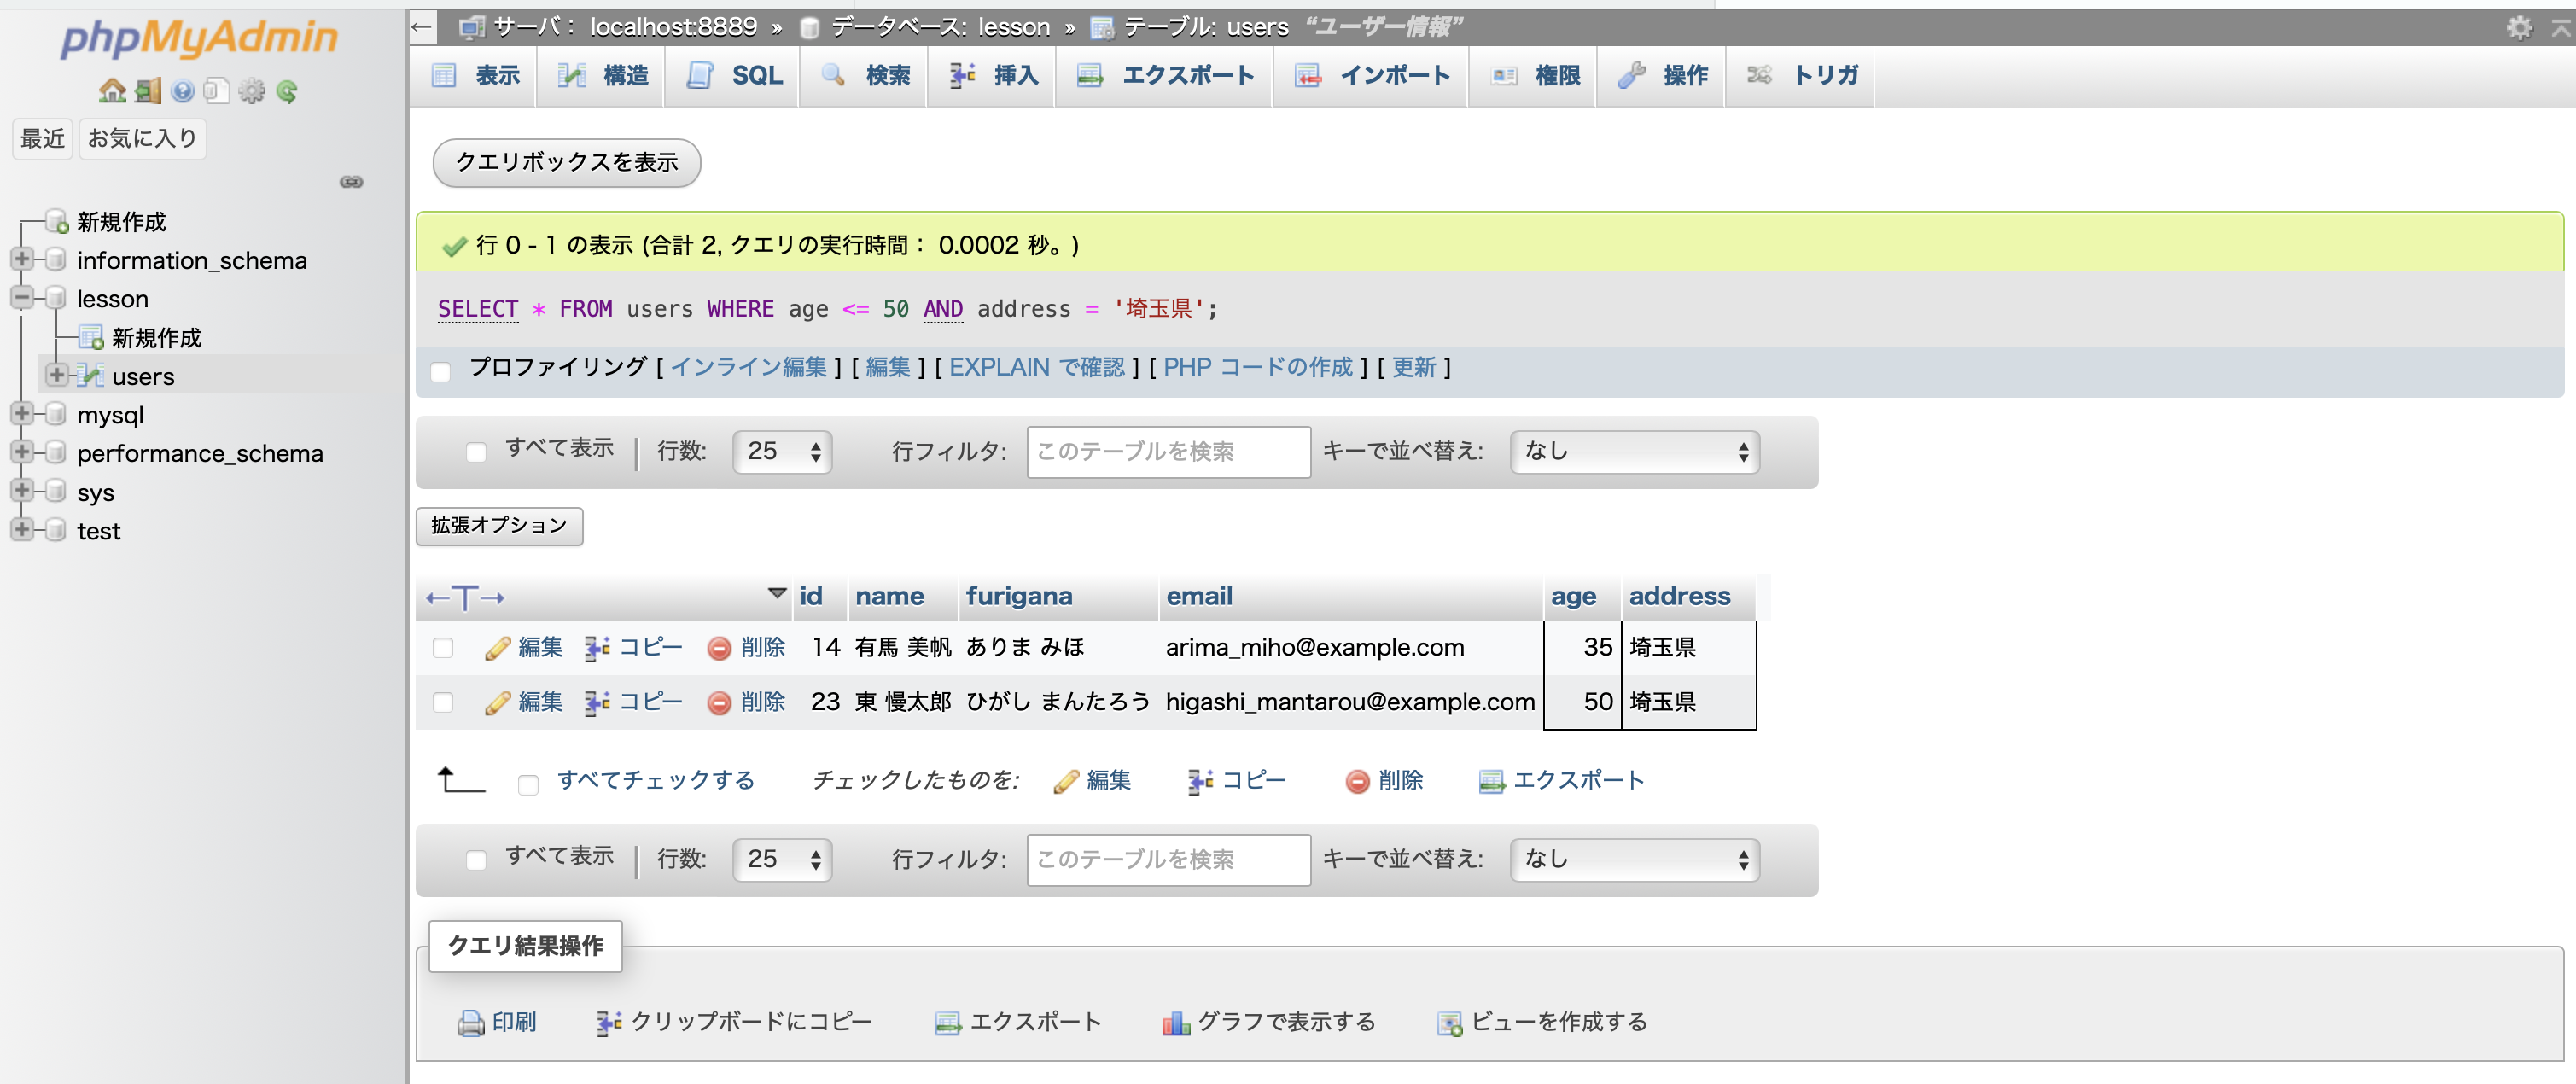 phpMyAdmin
最近 お気に入り
新規作成
information_schema
lesson
新規作成
users
mysql
performance_schema
sys
test
サーバ: localhost:8889 » データベース: lesson » テーブル: users “ユーザー情報”
表示 構造 SQL 検索 挿入 エクスポート インポート 権限 操作 トリガ
クエリボックスを表示
行 0 - 1 の表示 (合計 2, クエリの実行時間: 0.0002 秒。)
SELECT * FROM users WHERE age <= 50 AND address = '埼玉県';
プロファイリング [ インライン編集 ] [ 編集 ] [ EXPLAIN で確認 ] [ PHP コードの作成 ] [ 更新 ]
すべて表示 | 行数: 25 行フィルタ: このテーブルを検索 キーで並べ替え: なし
拡張オプション
←T→ id name furigana email age address
編集 コピー 削除 14 有馬 美帆 ありま みほ arima_miho@example.com 35 埼玉県
編集 コピー 削除 23 東 慢太郎 ひがし まんたろう higashi_mantarou@example.com 50 埼玉県
すべてチェックする チェックしたものを: 編集 コピー 削除 エクスポート
すべて表示 | 行数: 25 行フィルタ: このテーブルを検索 キーで並べ替え: なし
クエリ結果操作
印刷 クリップボードにコピー エクスポート グラフで表示する ビューを作成する